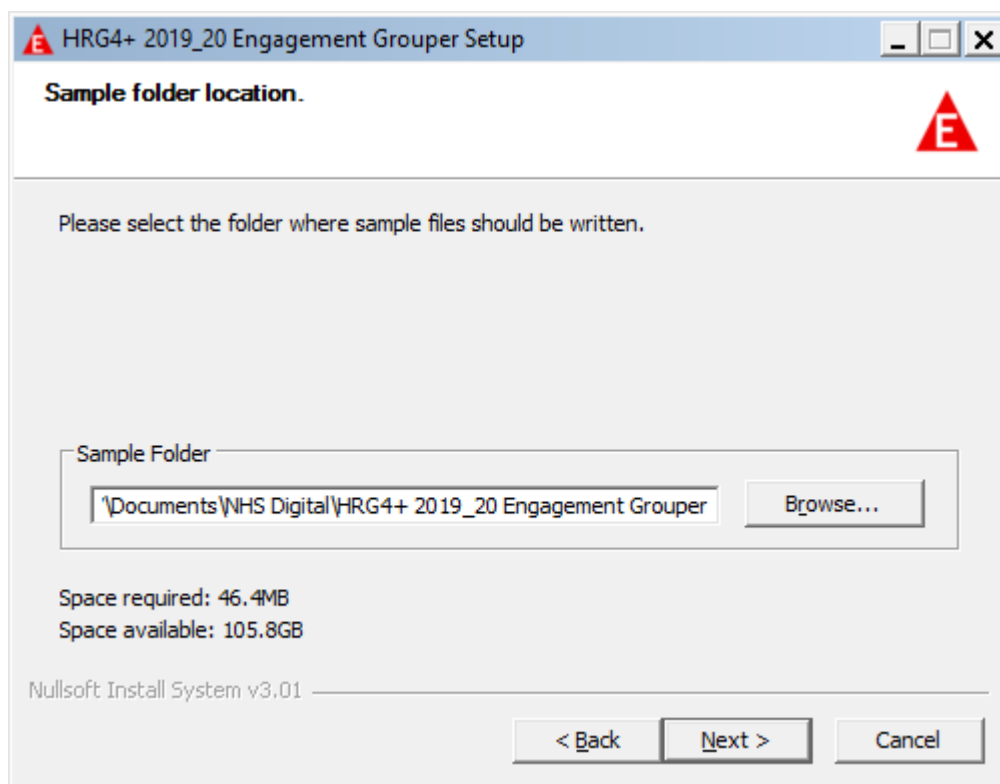 E HRG4+ 2019_20 Engagement Grouper Setup
Sample folder location.
E
Please select the folder where sample files should be written.
Sample Folder
\Documents\NHS Digital\HRG4+ 2019_20 Engagement Grouper
Browse...
Space required: 46.4MB
Space available: 105.8GB
Nullsoft Install System v3.01
< Back Next > Cancel